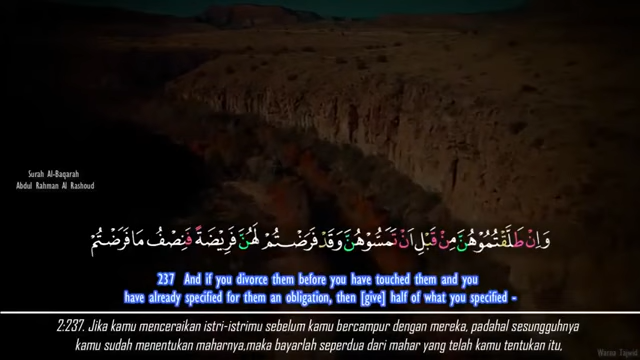 Surah Al-Baqarah
Abdul Rahman Al Rashoud
وَاِنْ طَلَّقْتُمُوْهُنَّ مِنْ قَبْلِ اَنْ تَمَسُّوْهُنَّ وَقَدْ فَرَضْتُمْ لَهُنَّ فَرِيْضَةً فَنِصْفُ مَا فَرَضْتُمْ
237 And if you divorce them before you have touched them and you
have already specified for them an obligation, then [give] half of what you specified -
2:237. Jika kamu menceraikan istri-istrimu sebelum kamu bercampur dengan mereka, padahal sesungguhnya
kamu sudah menentukan maharnya,maka bayarlah seperdua dari mahar yang telah kamu tentukan itu,
Warna Tajwid